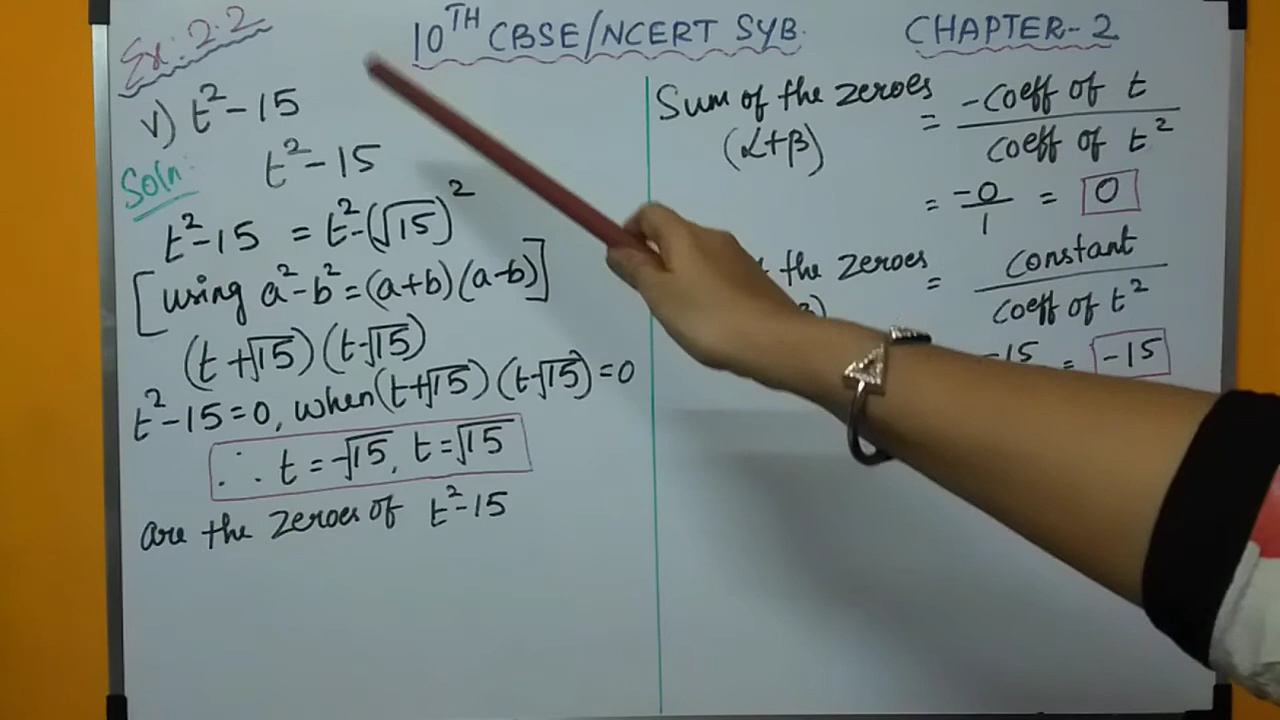 Ex: 2.2
10TH CBSE/NCERT SYB.
CHAPTER-2
v) t²-15
Soln:
t²-15
t²-15 = t²-(√15)²
[using a²-b²=(a+b)(a-b)]
(t+√15)(t-√15)
t²-15=0, when(t+√15)(t-√15)=0
∴ t=-√15, t=√15
are the zeroes of t²-15
Sum of the zeroes = -coeff of t / coeff of t²
(α+β)
= -0/1 = 0
the zeroes = constant / coeff of t²
-15 = -15